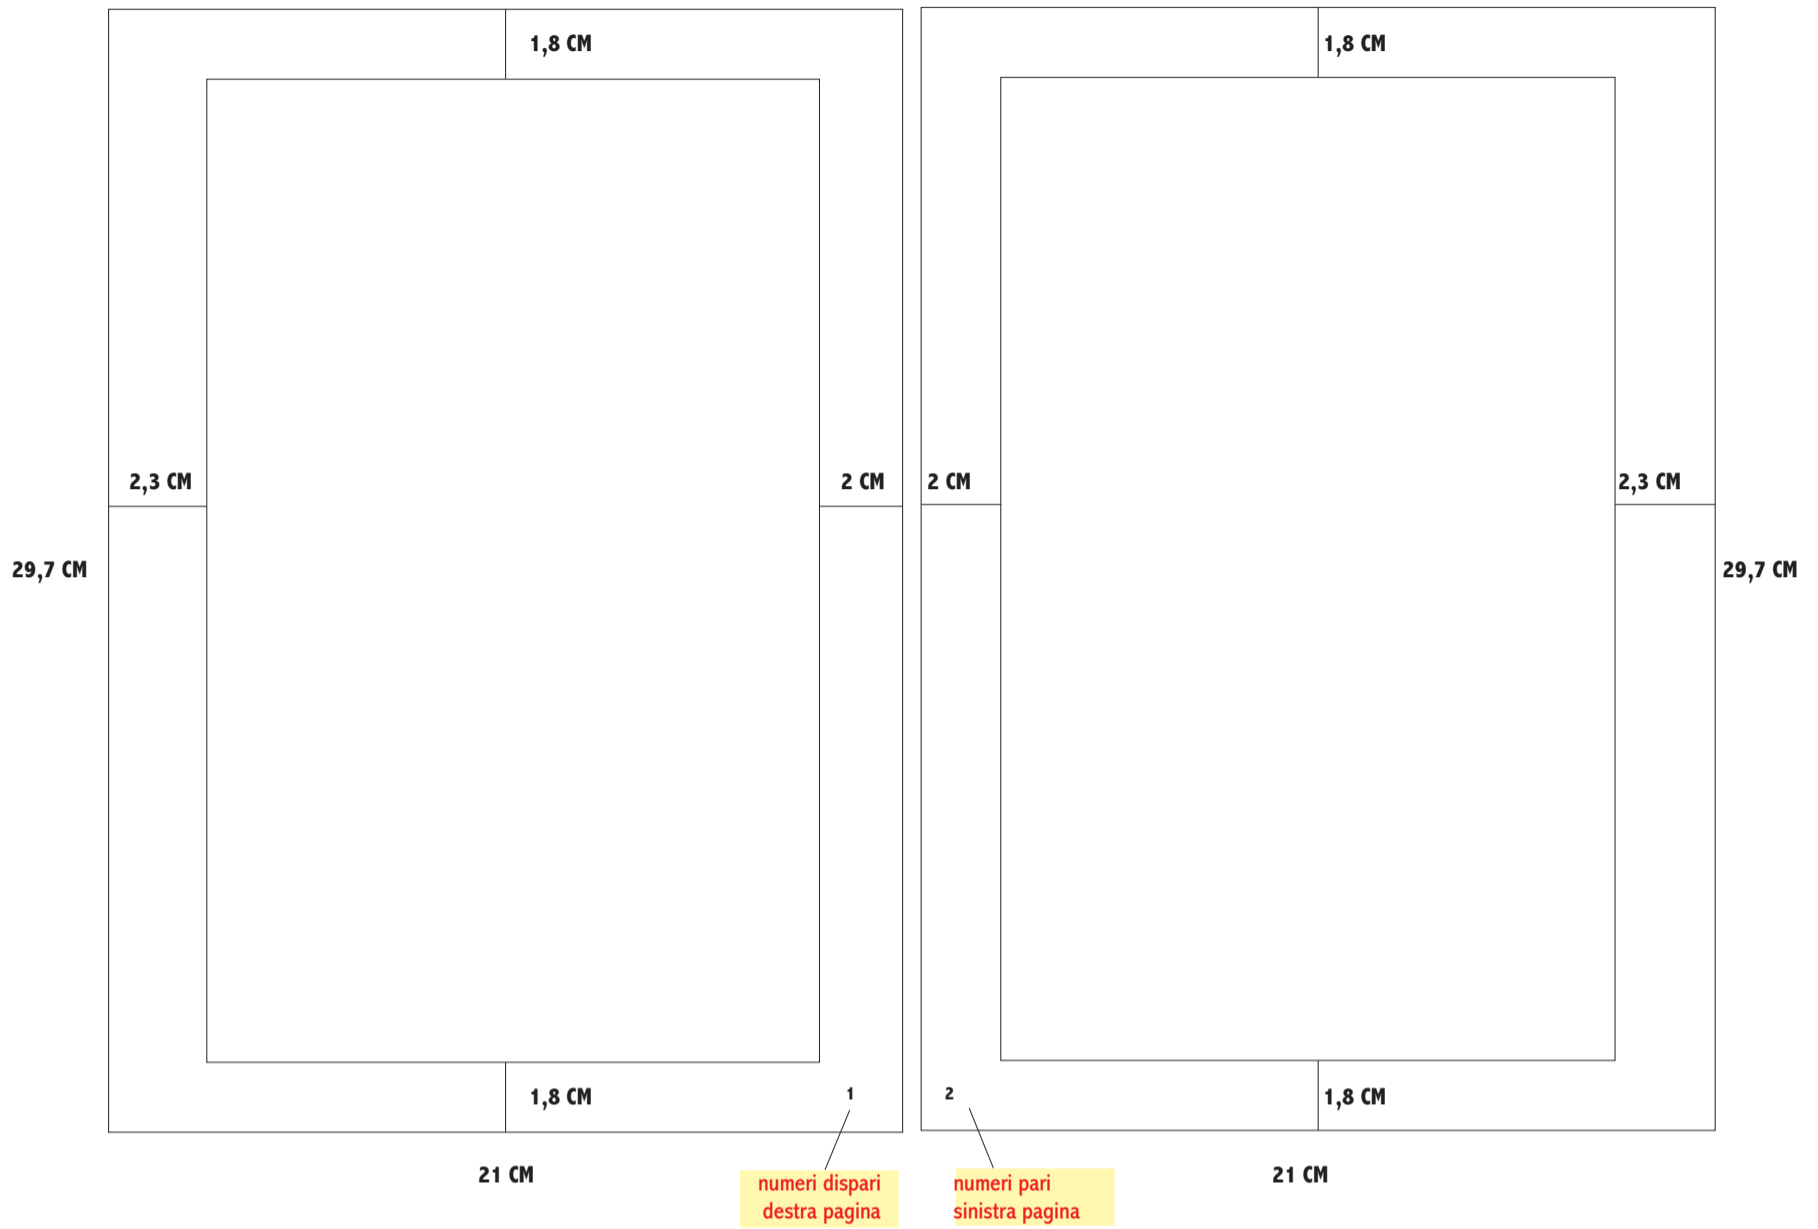 1,8 CM
1,8 CM
2,3 CM
2 CM
2 CM
2,3 CM
29,7 CM
29,7 CM
1,8 CM
1
2
1,8 CM
21 CM
21 CM
numeri dispari
destra pagina
numeri pari
sinistra pagina